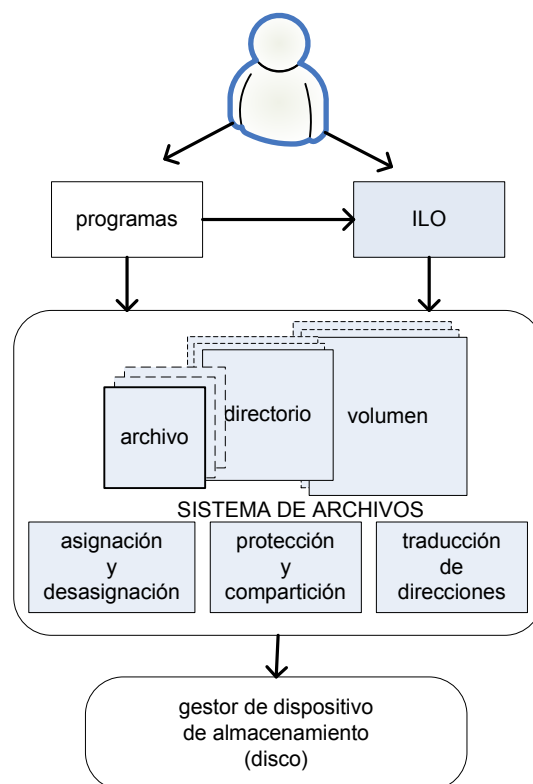 programas
ILO
archivo
directorio
volumen
SISTEMA DE ARCHIVOS
asignación
y
desasignación
protección
y
compartición
traducción
de
direcciones
gestor de dispositivo
de almacenamiento
(disco)